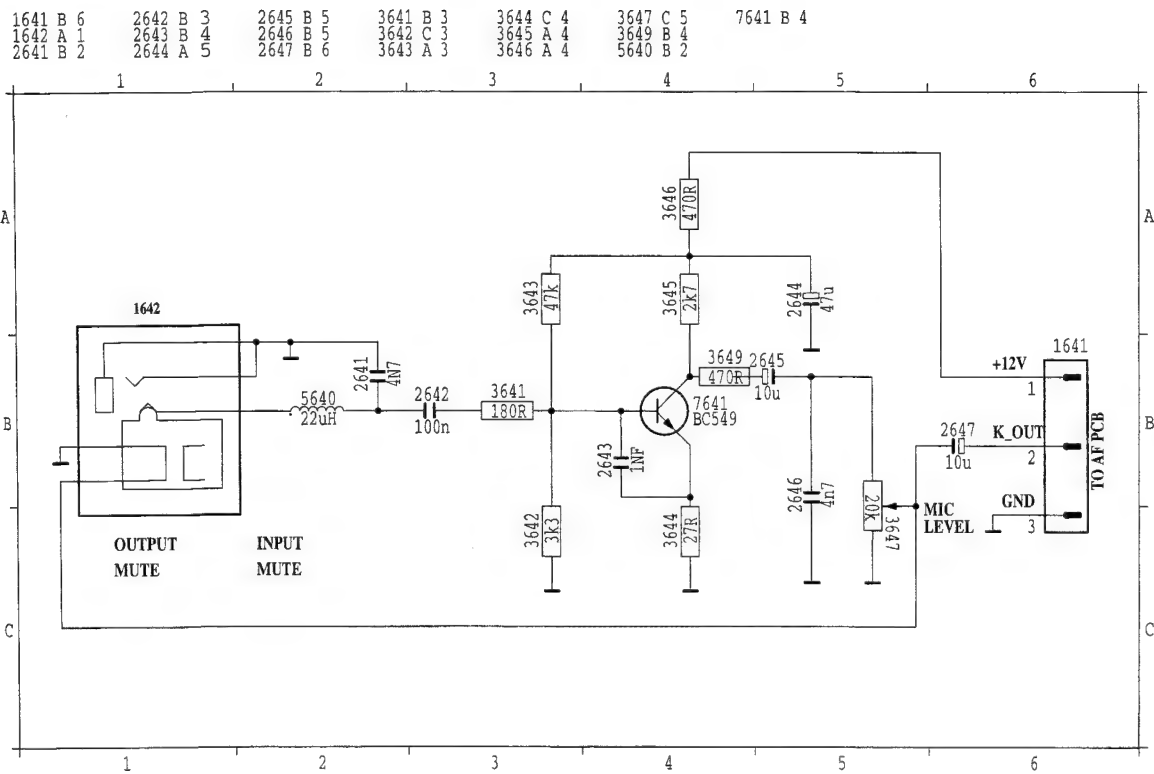 1641 B 6 2642 B 3 2645 B 5 3641 B 3 3644 C 4 3647 C 5 7641 B 4
1642 A 1 2643 B 4 2646 B 5 3642 C 3 3645 A 4 3649 B 4
2641 B 2 2644 A 5 2647 B 6 3643 A 3 3646 A 4 5640 B 2
1 2 3 4 5 6
A
A
3646
470R
3643
47k
3645
2k7
2644
47u
1642
1641
+12V
1
3649 2645
470R
10u
2641
4N7
2642
100n
3641
180R
5640
22uH
7641
BC549
B
B
2647
10u
K_OUT
2
TO AF PCB
2643
1NF
2646
4n7
20K
3647
MIC
LEVEL
GND
3
3642
3k3
3644
27R
OUTPUT
MUTE
INPUT
MUTE
C
C
1 2 3 4 5 6